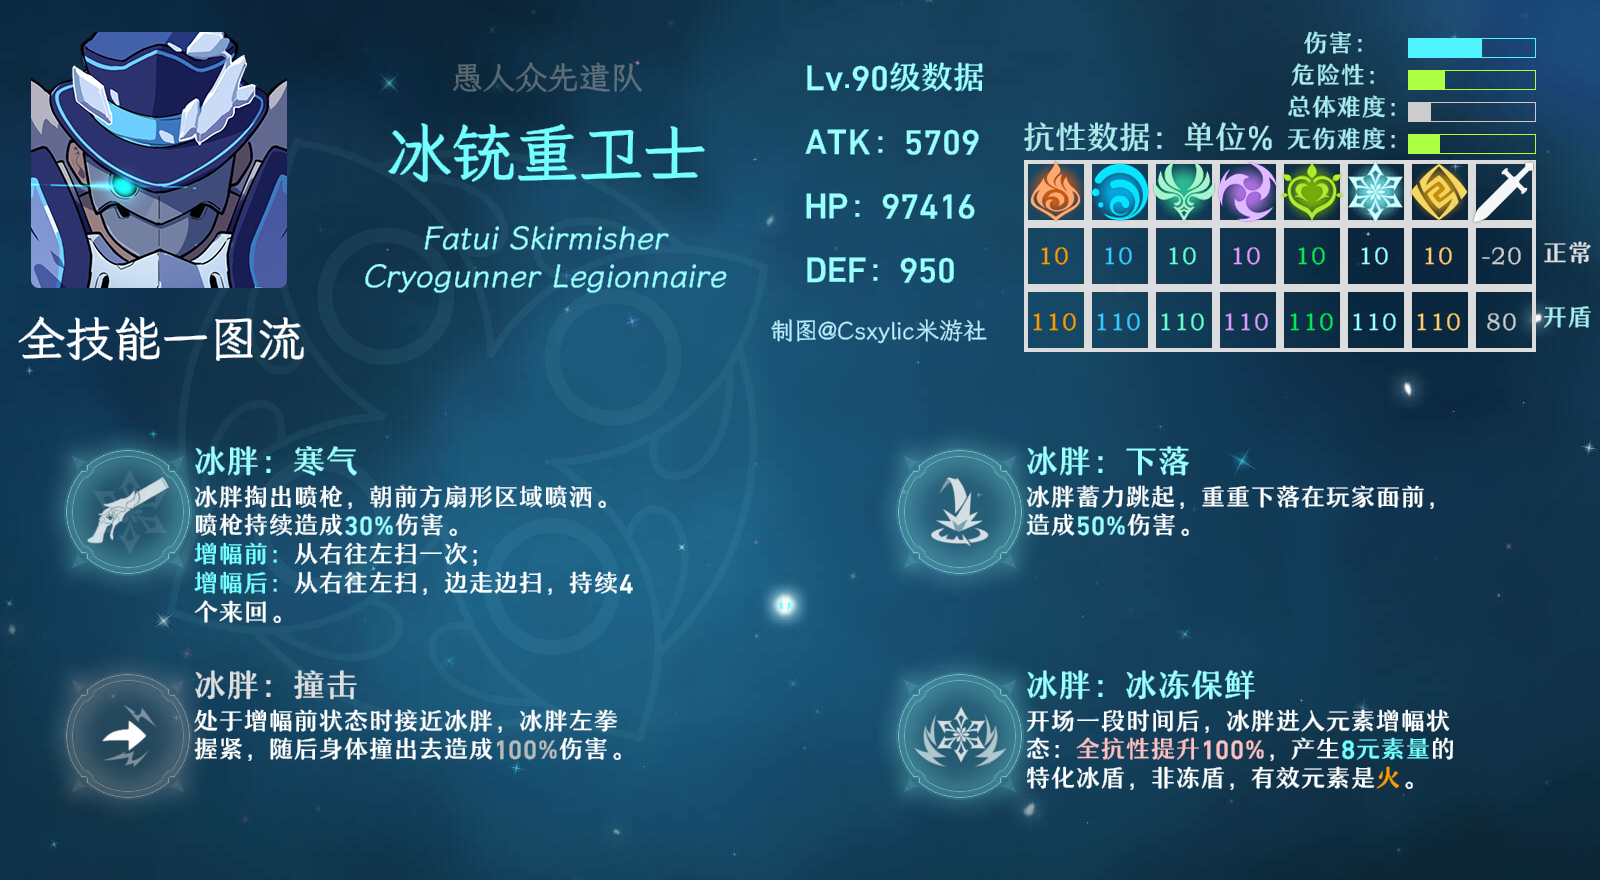 愚人众先遣队
冰铳重卫士
Fatui Skirmisher
Cryogunner Legionnaire
全技能一图流
Lv.90级数据
ATK：5709
HP：97416
DEF：950
制图@Csxylic米游社
伤害：
危险性：
总体难度：
无伤难度：
抗性数据：单位%
10 10 10 10 10 10 10 -20 正常
110 110 110 110 110 110 110 80 开盾
冰胖：寒气
冰胖掏出喷枪，朝前方扇形区域喷洒。
喷枪持续造成30%伤害。
增幅前：从右往左扫一次；
增幅后：从右往左扫，边走边扫，持续4
个来回。
冰胖：下落
冰胖蓄力跳起，重重下落在玩家面前，
造成50%伤害。
冰胖：撞击
处于增幅前状态时接近冰胖，冰胖左拳
握紧，随后身体撞出去造成100%伤害。
冰胖：冰冻保鲜
开场一段时间后，冰胖进入元素增幅状
态：全抗性提升100%，产生8元素量的
特化冰盾，非冻盾，有效元素是火。